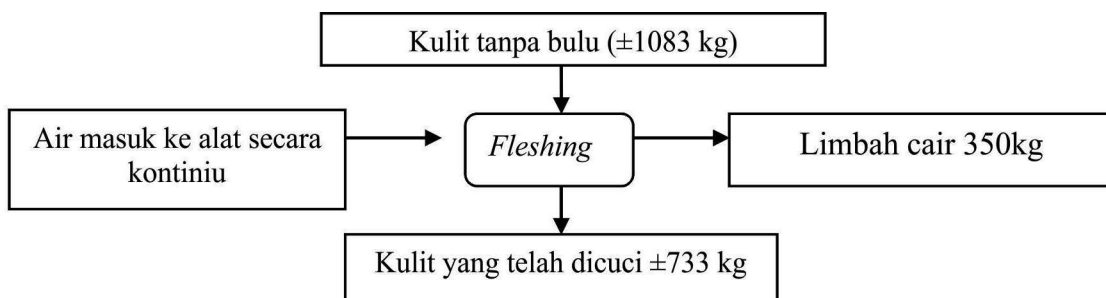 Kulit tanpa bulu (±1083 kg)
Air masuk ke alat secara
kontiniu
Fleshing
Limbah cair 350kg
Kulit yang telah dicuci ±733 kg